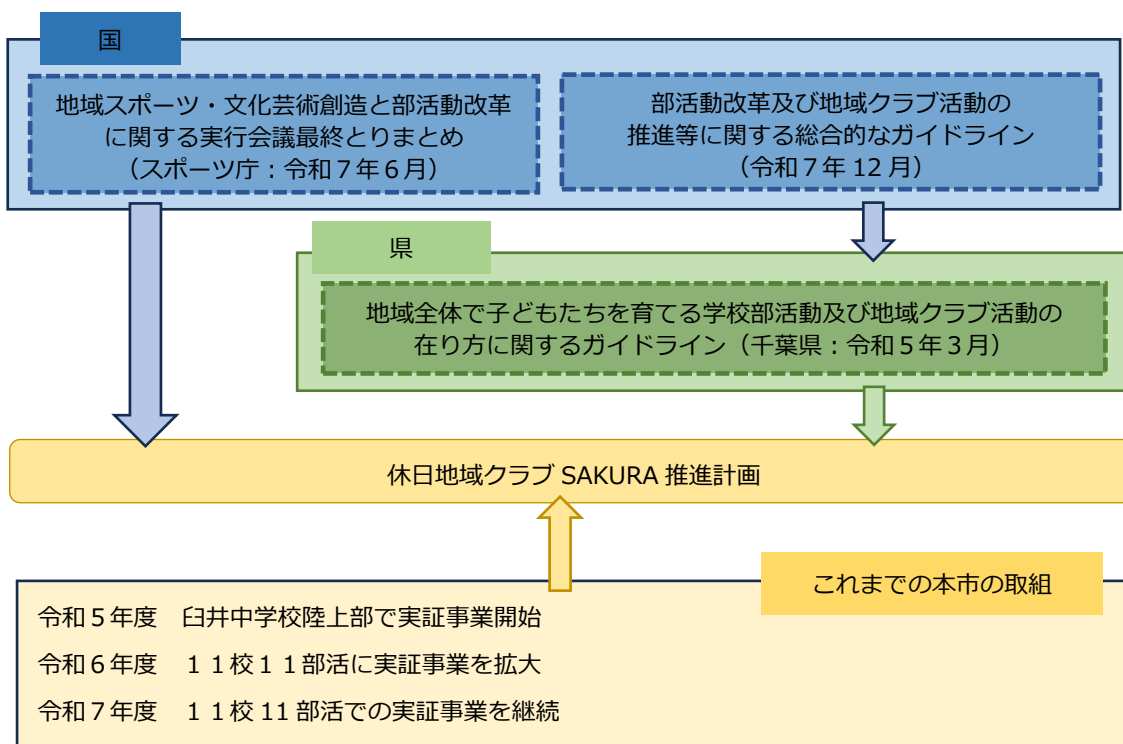 国
地域スポーツ・文化芸術創造と部活動改革
に関する実行会議最終とりまとめ
（スポーツ庁：令和７年６月）
部活動改革及び地域クラブ活動の
推進等に関する総合的なガイドライン
（令和７年 12 月）
県
地域全体で子どもたちを育てる学校部活動及び地域クラブ活動の
在り方に関するガイドライン（千葉県：令和５年３月）
休日地域クラブ SAKURA 推進計画
これまでの本市の取組
令和５年度　臼井中学校陸上部で実証事業開始
令和６年度　１１校１１部活に実証事業を拡大
令和７年度　１１校 11 部活での実証事業を継続